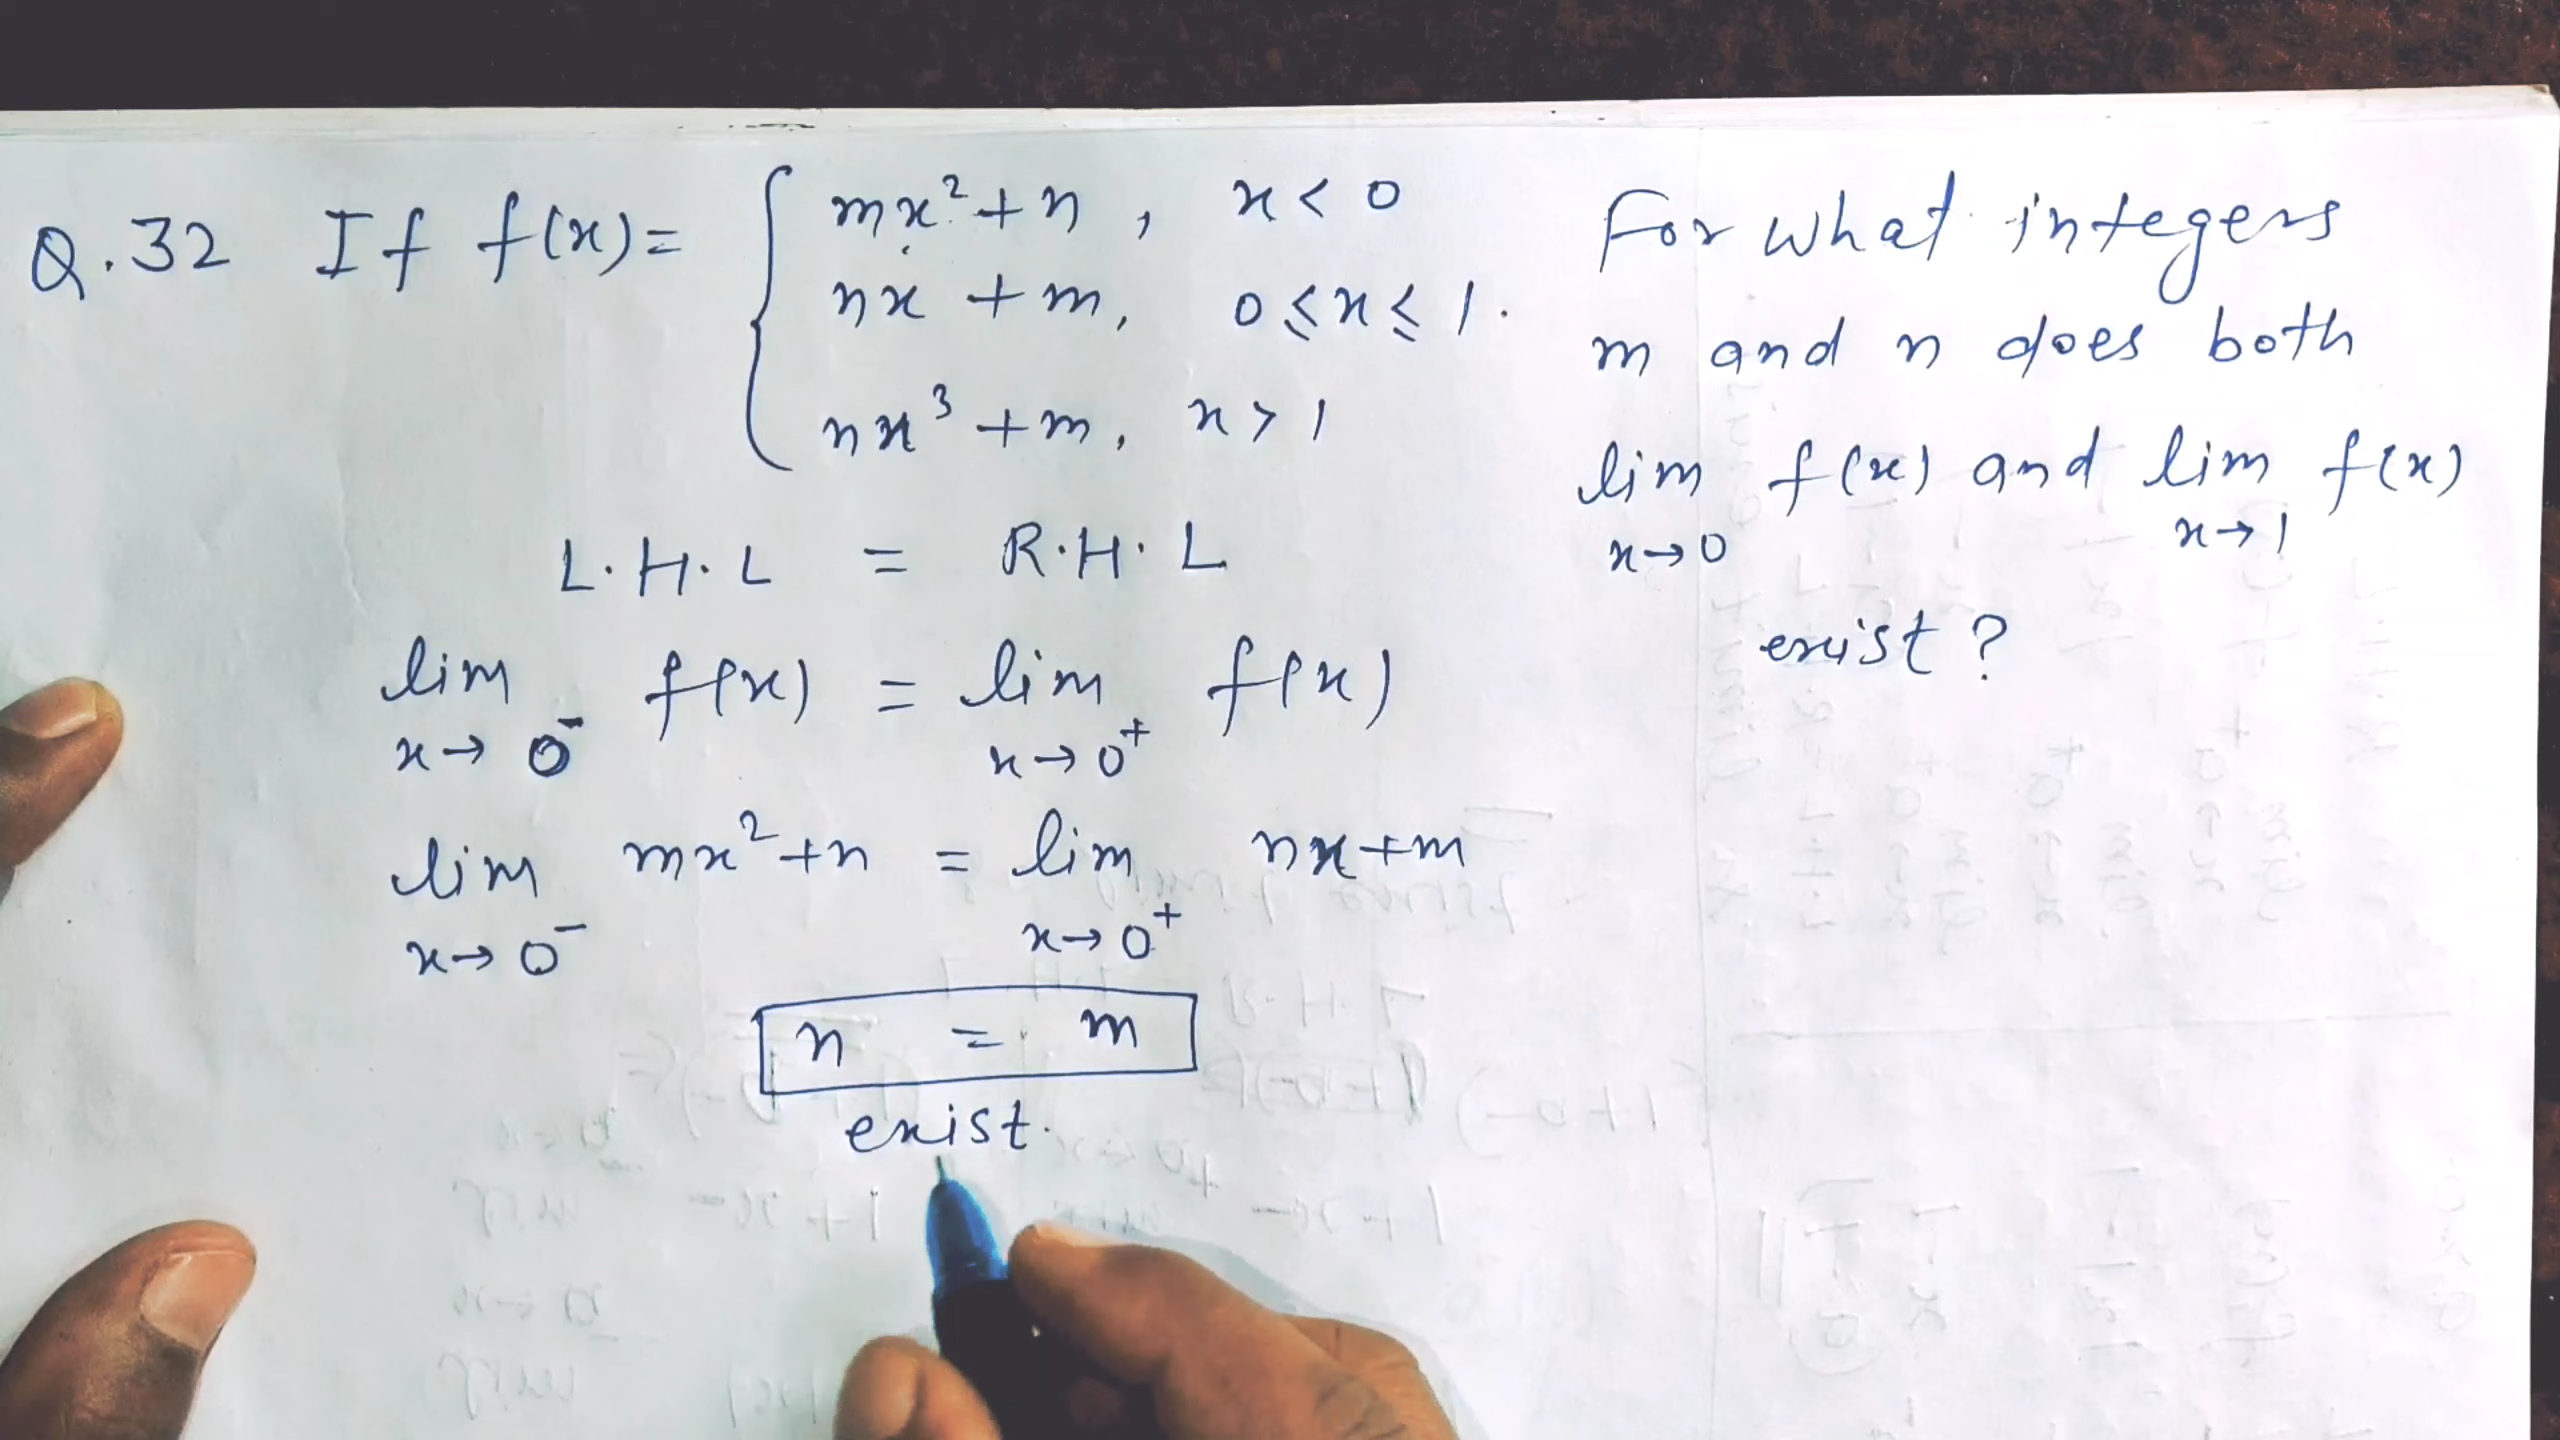 Q.32 If f(x) = { mx² + n , x < 0
nx + m, 0 ≤ x ≤ 1.
nx³ + m, x > 1
For what integers
m and n does both
lim f(x) and lim f(x)
x→0 x→1
exist?
L.H.L = R.H.L
lim f(x) = lim f(x)
x→0⁻ x→0⁺
lim mx² + n = lim nx + m
x→0⁻ x→0⁺
n = m
exist.